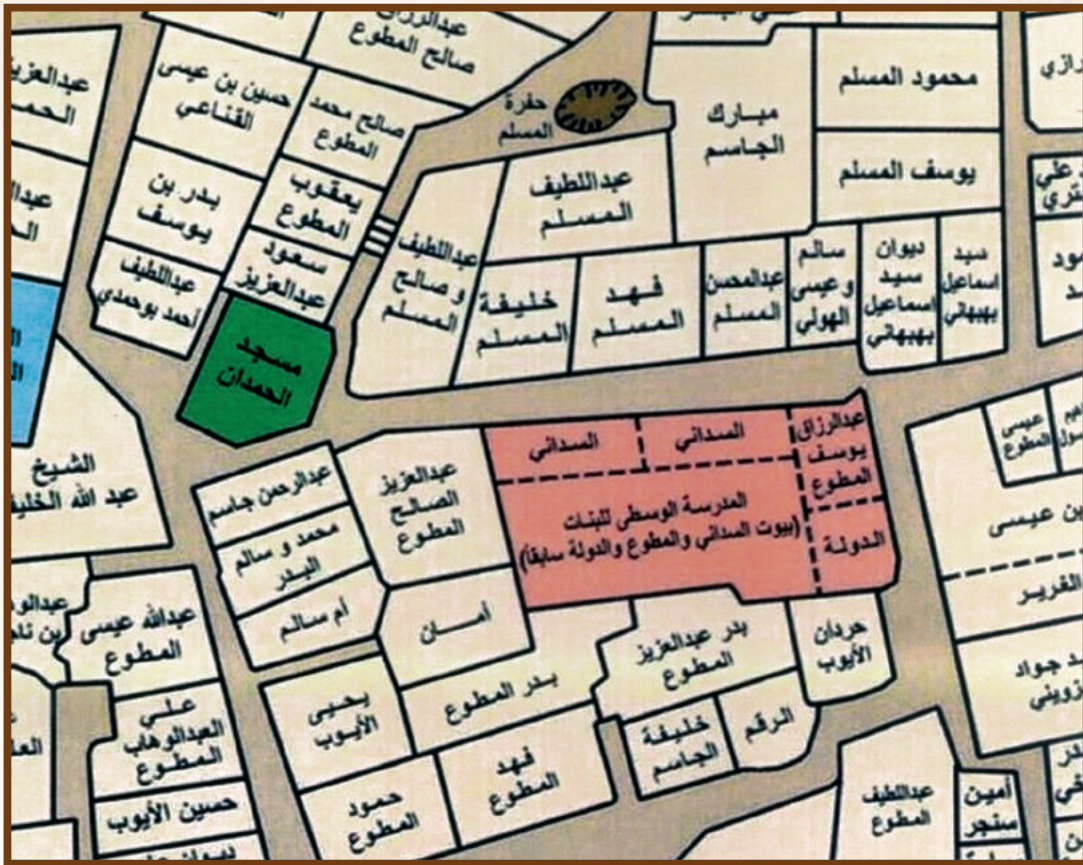 عبدالرزاق
صالح المطوع
حسين بن عيسى
القناعي
صالح محمد
المطوع
حفرة
المسلم
مبارك
الجاسم
محمود المسلم
يوسف المسلم
بدر بن
يوسف
يعقوب
المطوع
سعود
عبدالعزيز
عبداللطيف
أحمد بوحمدي
مسجد
الحمدان
عبداللطيف
و صالح
المسلم
عبداللطيف
المسلم
خليفة
المسلم
فهد
المسلم
عبدالمحسن
المسلم
سالم
وعيسى
الهولي
ديوان
سيد
اسماعيل
بهبهاني
سيد
اسماعيل
بهبهاني
الشيخ
عبد الله
عبدالرحمن جاسم
محمد و سالم
البدر
أم سالم
عبدالعزيز
الصالح
المطوع
السداني
السداني
عبدالرزاق
يوسف
المطوع
الدولة
المدرسة الوسطى للبنات
(بيوت السداني والمطوع والدولة سابقاً)
عيسى
المطوع
بن عيسى
الغرير
جواد
عبدالله عيسى
المطوع
علي
العبدالوهاب
المطوع
حسين الأيوب
أمان
يحيى
الأيوب
بدر المطوع
بدر عبدالعزيز
المطوع
حردان
الأيوب
خليفة
الجاسم
الرقم
حمود
المطوع
فهد
المطوع
عبداللطيف
المطوع
أمين
سنجر